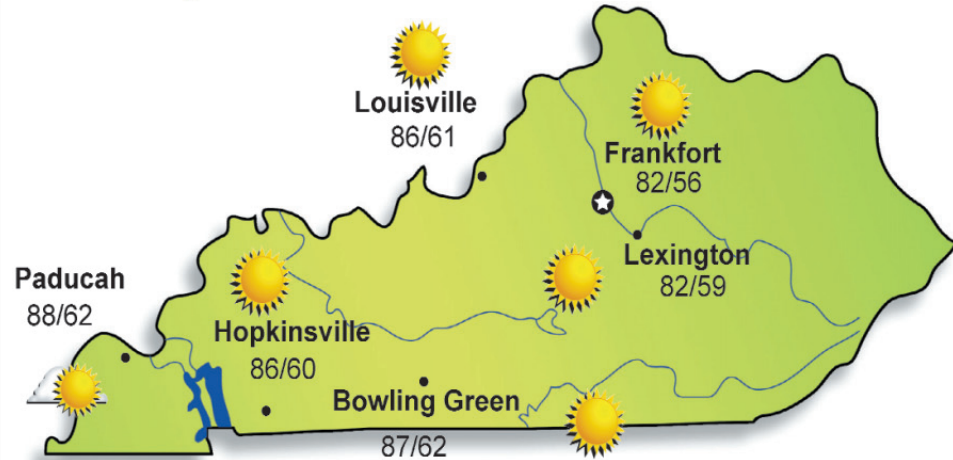 Louisville
86/61
Frankfort
82/56
Lexington
82/59
Paducah
88/62
Hopkinsville
86/60
Bowling Green
87/62